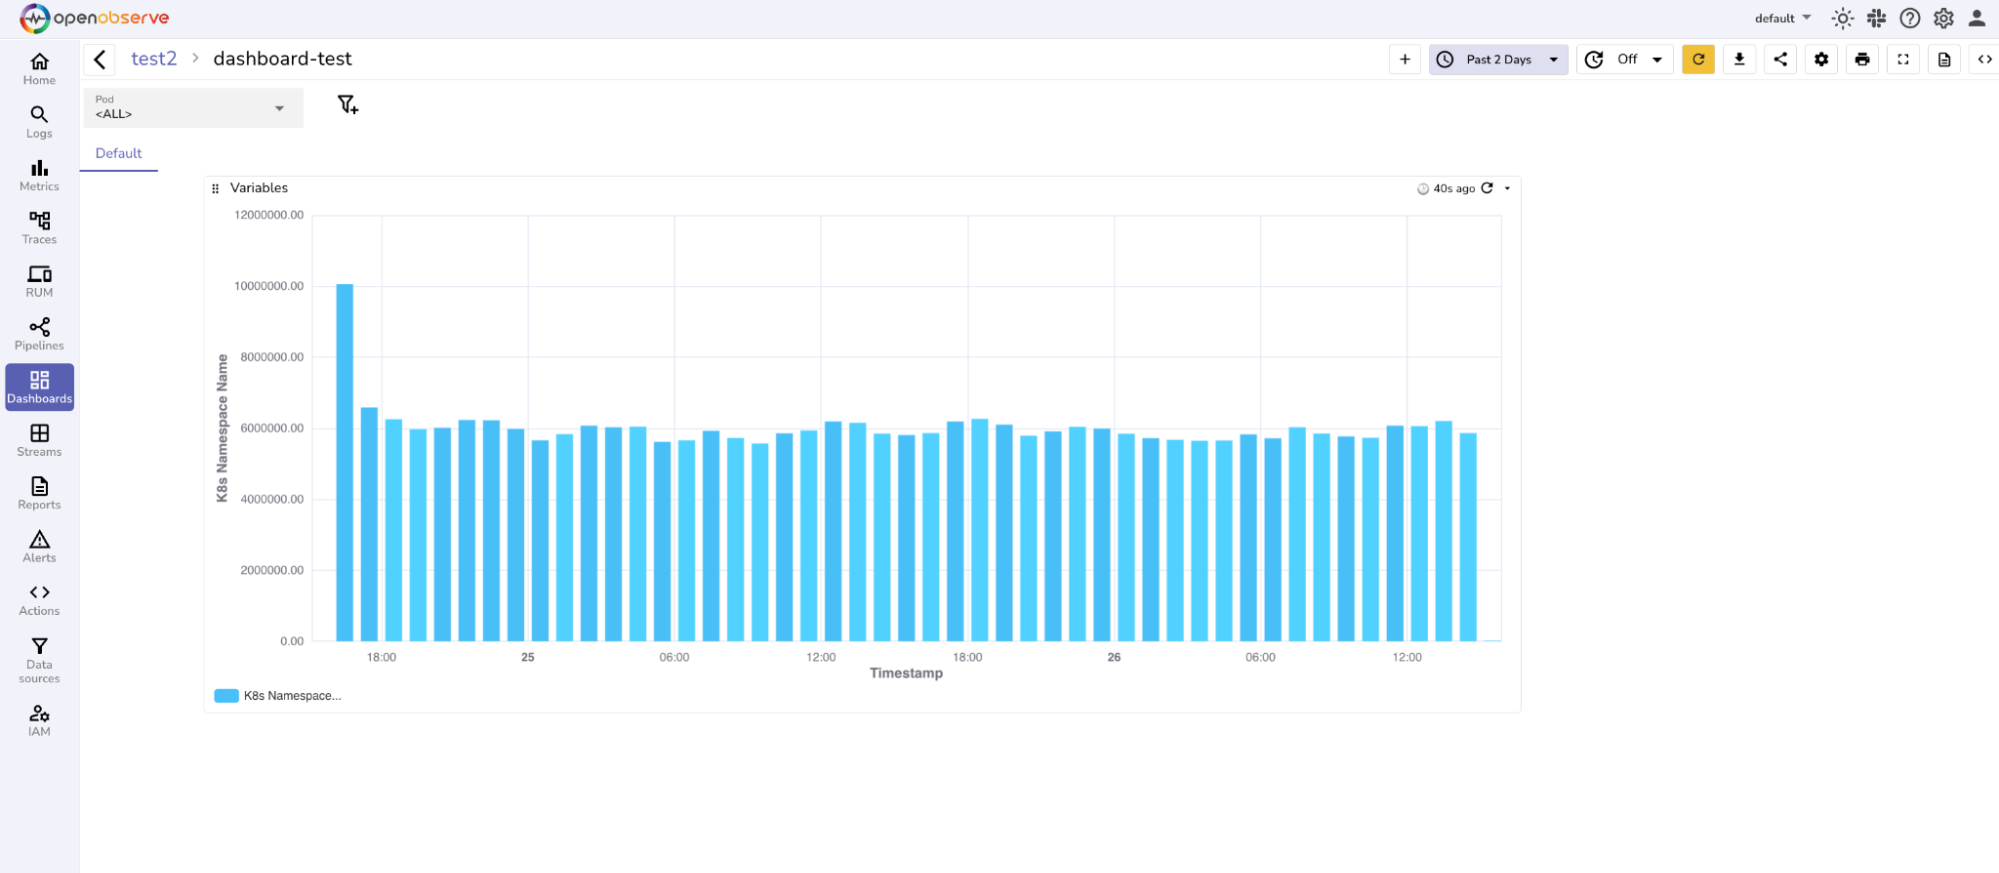 openobserve
default
test2 > dashboard-test
Past 2 Days
Off
Home
Logs
Metrics
Traces
RUM
Pipelines
Dashboards
Streams
Reports
Alerts
Actions
Data
sources
IAM
Pod
<ALL>
Default
Variables
40s ago
12000000.00
10000000.00
8000000.00
6000000.00
4000000.00
2000000.00
0.00
K8s Namespace Name
18:00
25
06:00
12:00
18:00
26
06:00
12:00
Timestamp
K8s Namespace...